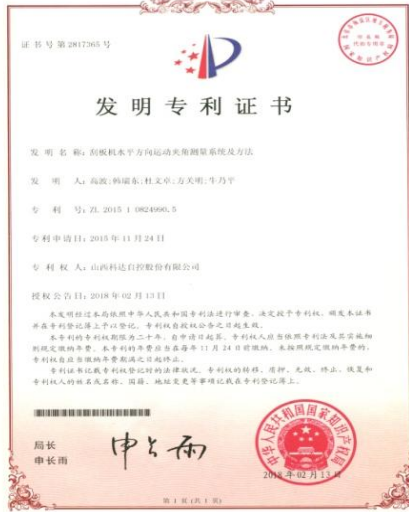 证书号第2817365号
发明专利证书
发 明 名 称：刮板机水平方向运动夹角测量系统及方法
发 明 人：高波;韩瑞东;杜文卓;方关明;牛乃平
专 利 号：ZL 2015 1 0824990.5
专利申请日：2015年11月24日
专 利 权 人：山西科达自控股份有限公司
授权公告日：2018年02月13日
本发明经过本局依照中华人民共和国专利法进行审查，决定授予专利权，颁发本证书
并在专利登记簿上予以登记。专利权自授权公告之日起生效。
本专利的专利权期限为二十年，自申请日起算。专利权人应当依照专利法及其实施细
则规定缴纳年费。本专利的年费应当在每年11月24日前缴纳。未按照规定缴纳年费的，
专利权自应当缴纳年费期满之日起终止。
专利证书记载专利权登记时的法律状况。专利权的转移、质押、无效、终止、恢复和
专利权人的姓名或名称、国籍、地址变更等事项记载在专利登记簿上。
局长
申长雨
申长雨
中华人民共和国国家知识产权局
2018年02月13日
第1页(共1页)